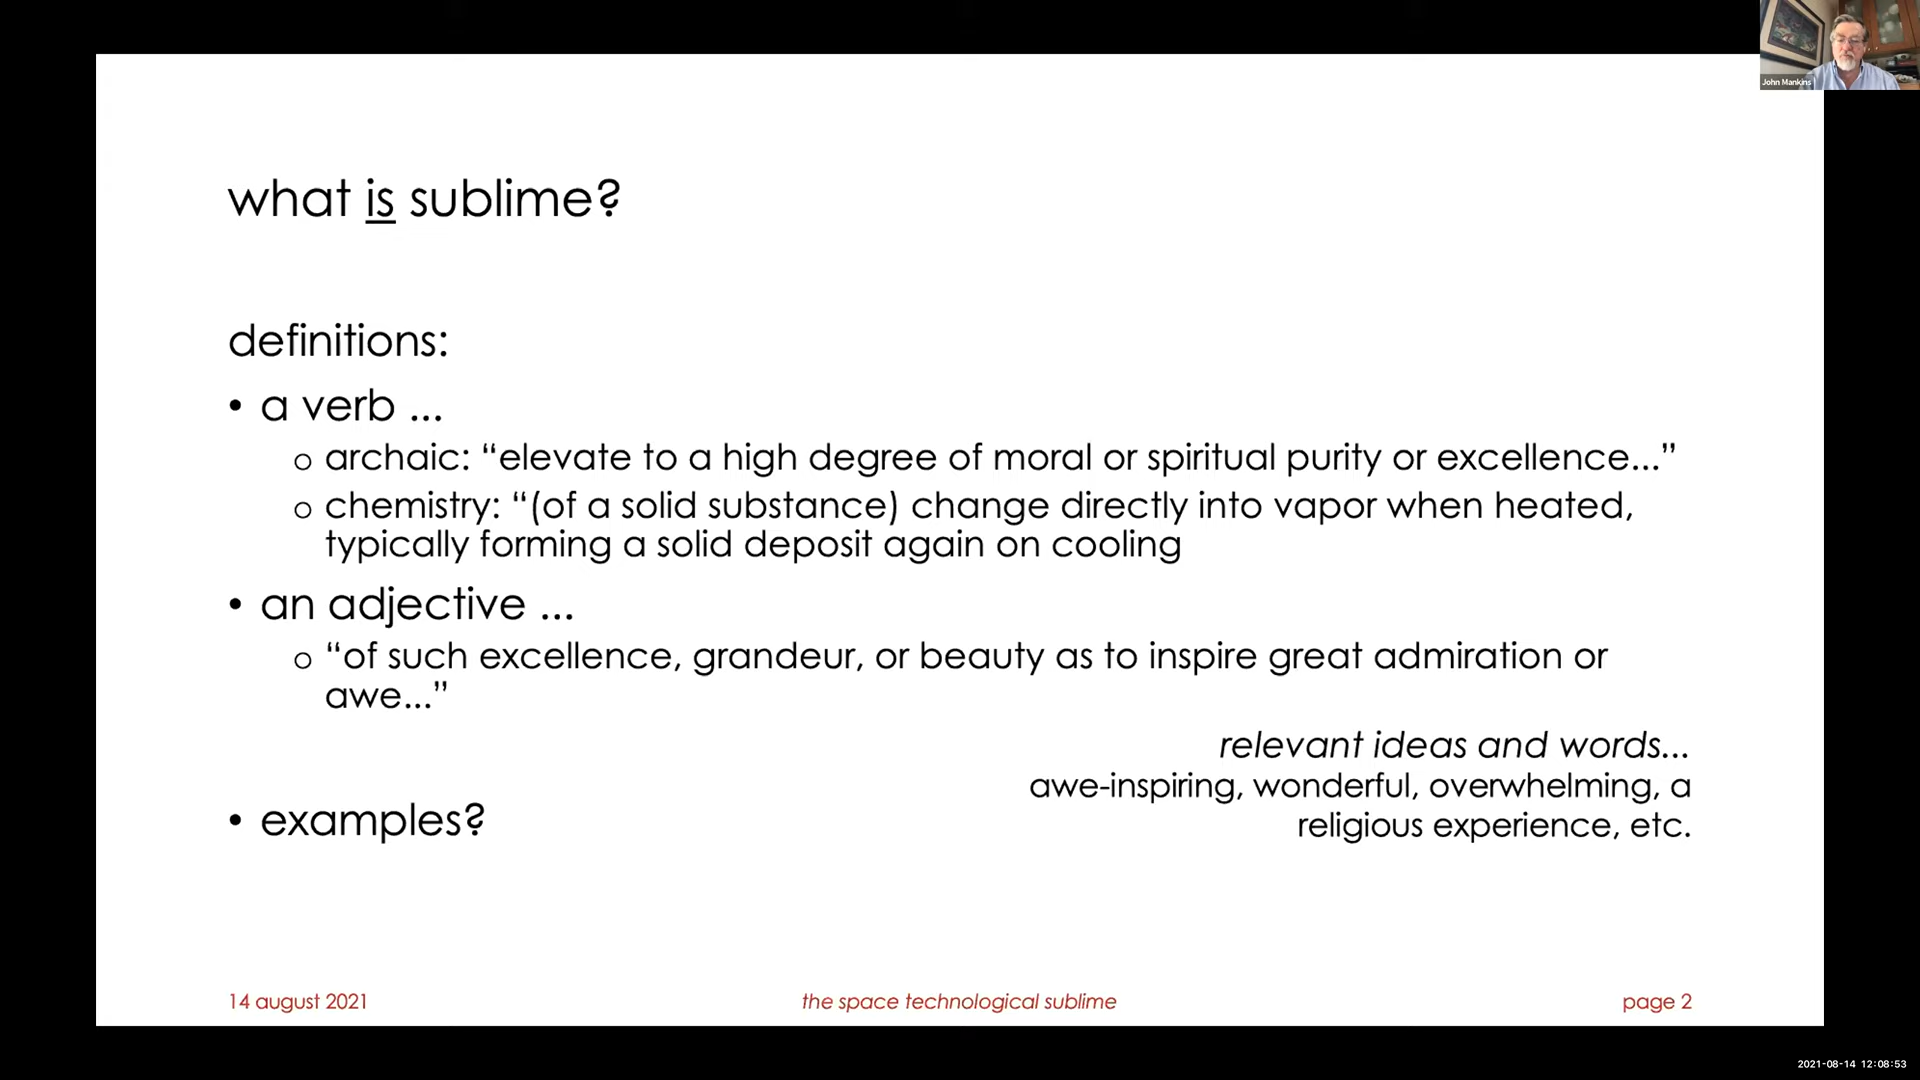 John Mankins
what is sublime?
definitions:
• a verb ...
o archaic: “elevate to a high degree of moral or spiritual purity or excellence...”
o chemistry: “(of a solid substance) change directly into vapor when heated,
typically forming a solid deposit again on cooling
• an adjective ...
o “of such excellence, grandeur, or beauty as to inspire great admiration or
awe...”
relevant ideas and words...
awe-inspiring, wonderful, overwhelming, a
religious experience, etc.
• examples?
14 august 2021
the space technological sublime
page 2
2021-08-14 12:08:53